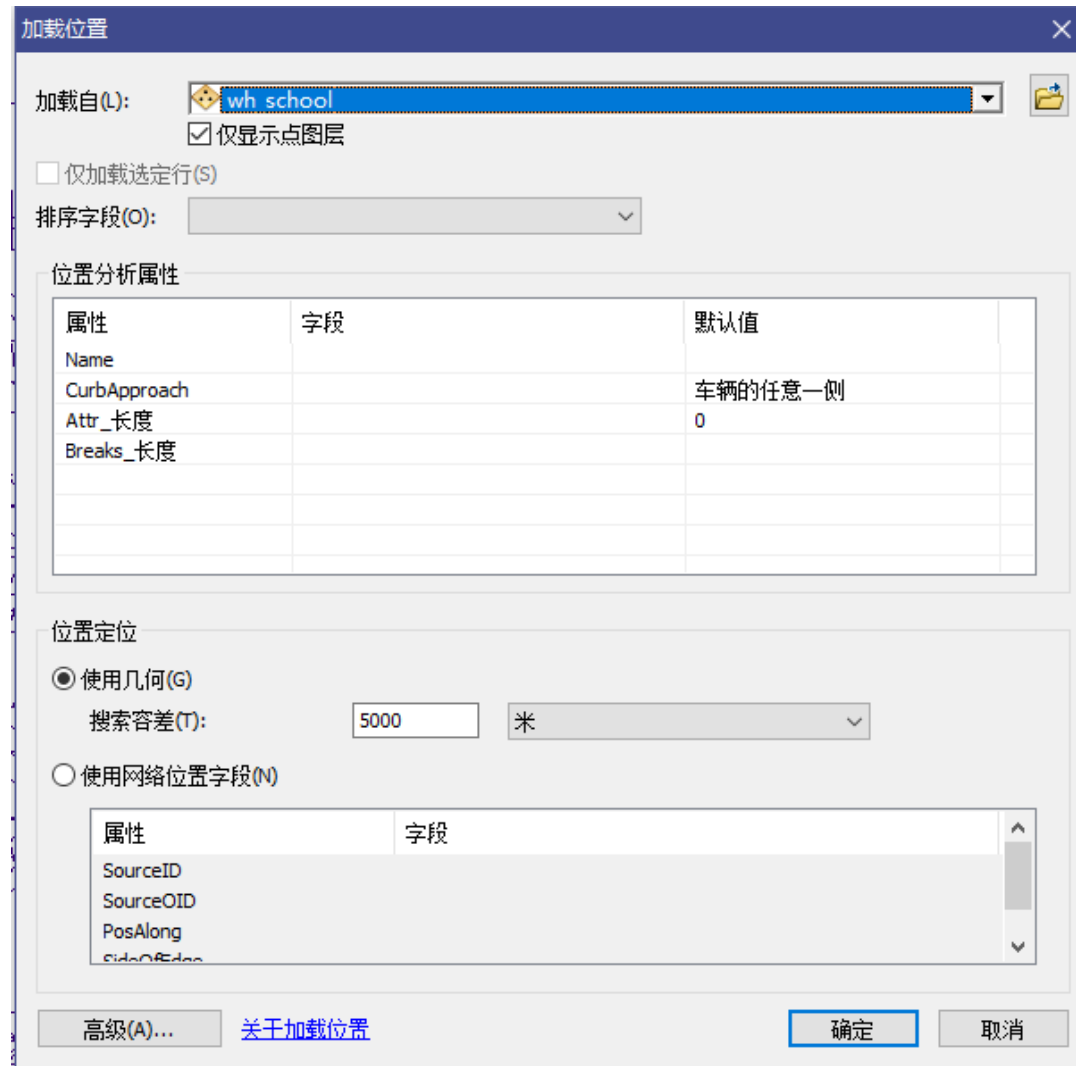 加载位置
加载自(L): wh school
仅显示点图层
仅加载选定行(S)
排序字段(O):
位置分析属性
属性 字段 默认值
Name
CurbApproach 车辆的任意一侧
Attr_长度 0
Breaks_长度
位置定位
使用几何(G)
搜索容差(T): 5000 米
使用网络位置字段(N)
属性 字段
SourceID
SourceOID
PosAlong
SideOfEdge
高级(A)... 关于加载位置 确定 取消